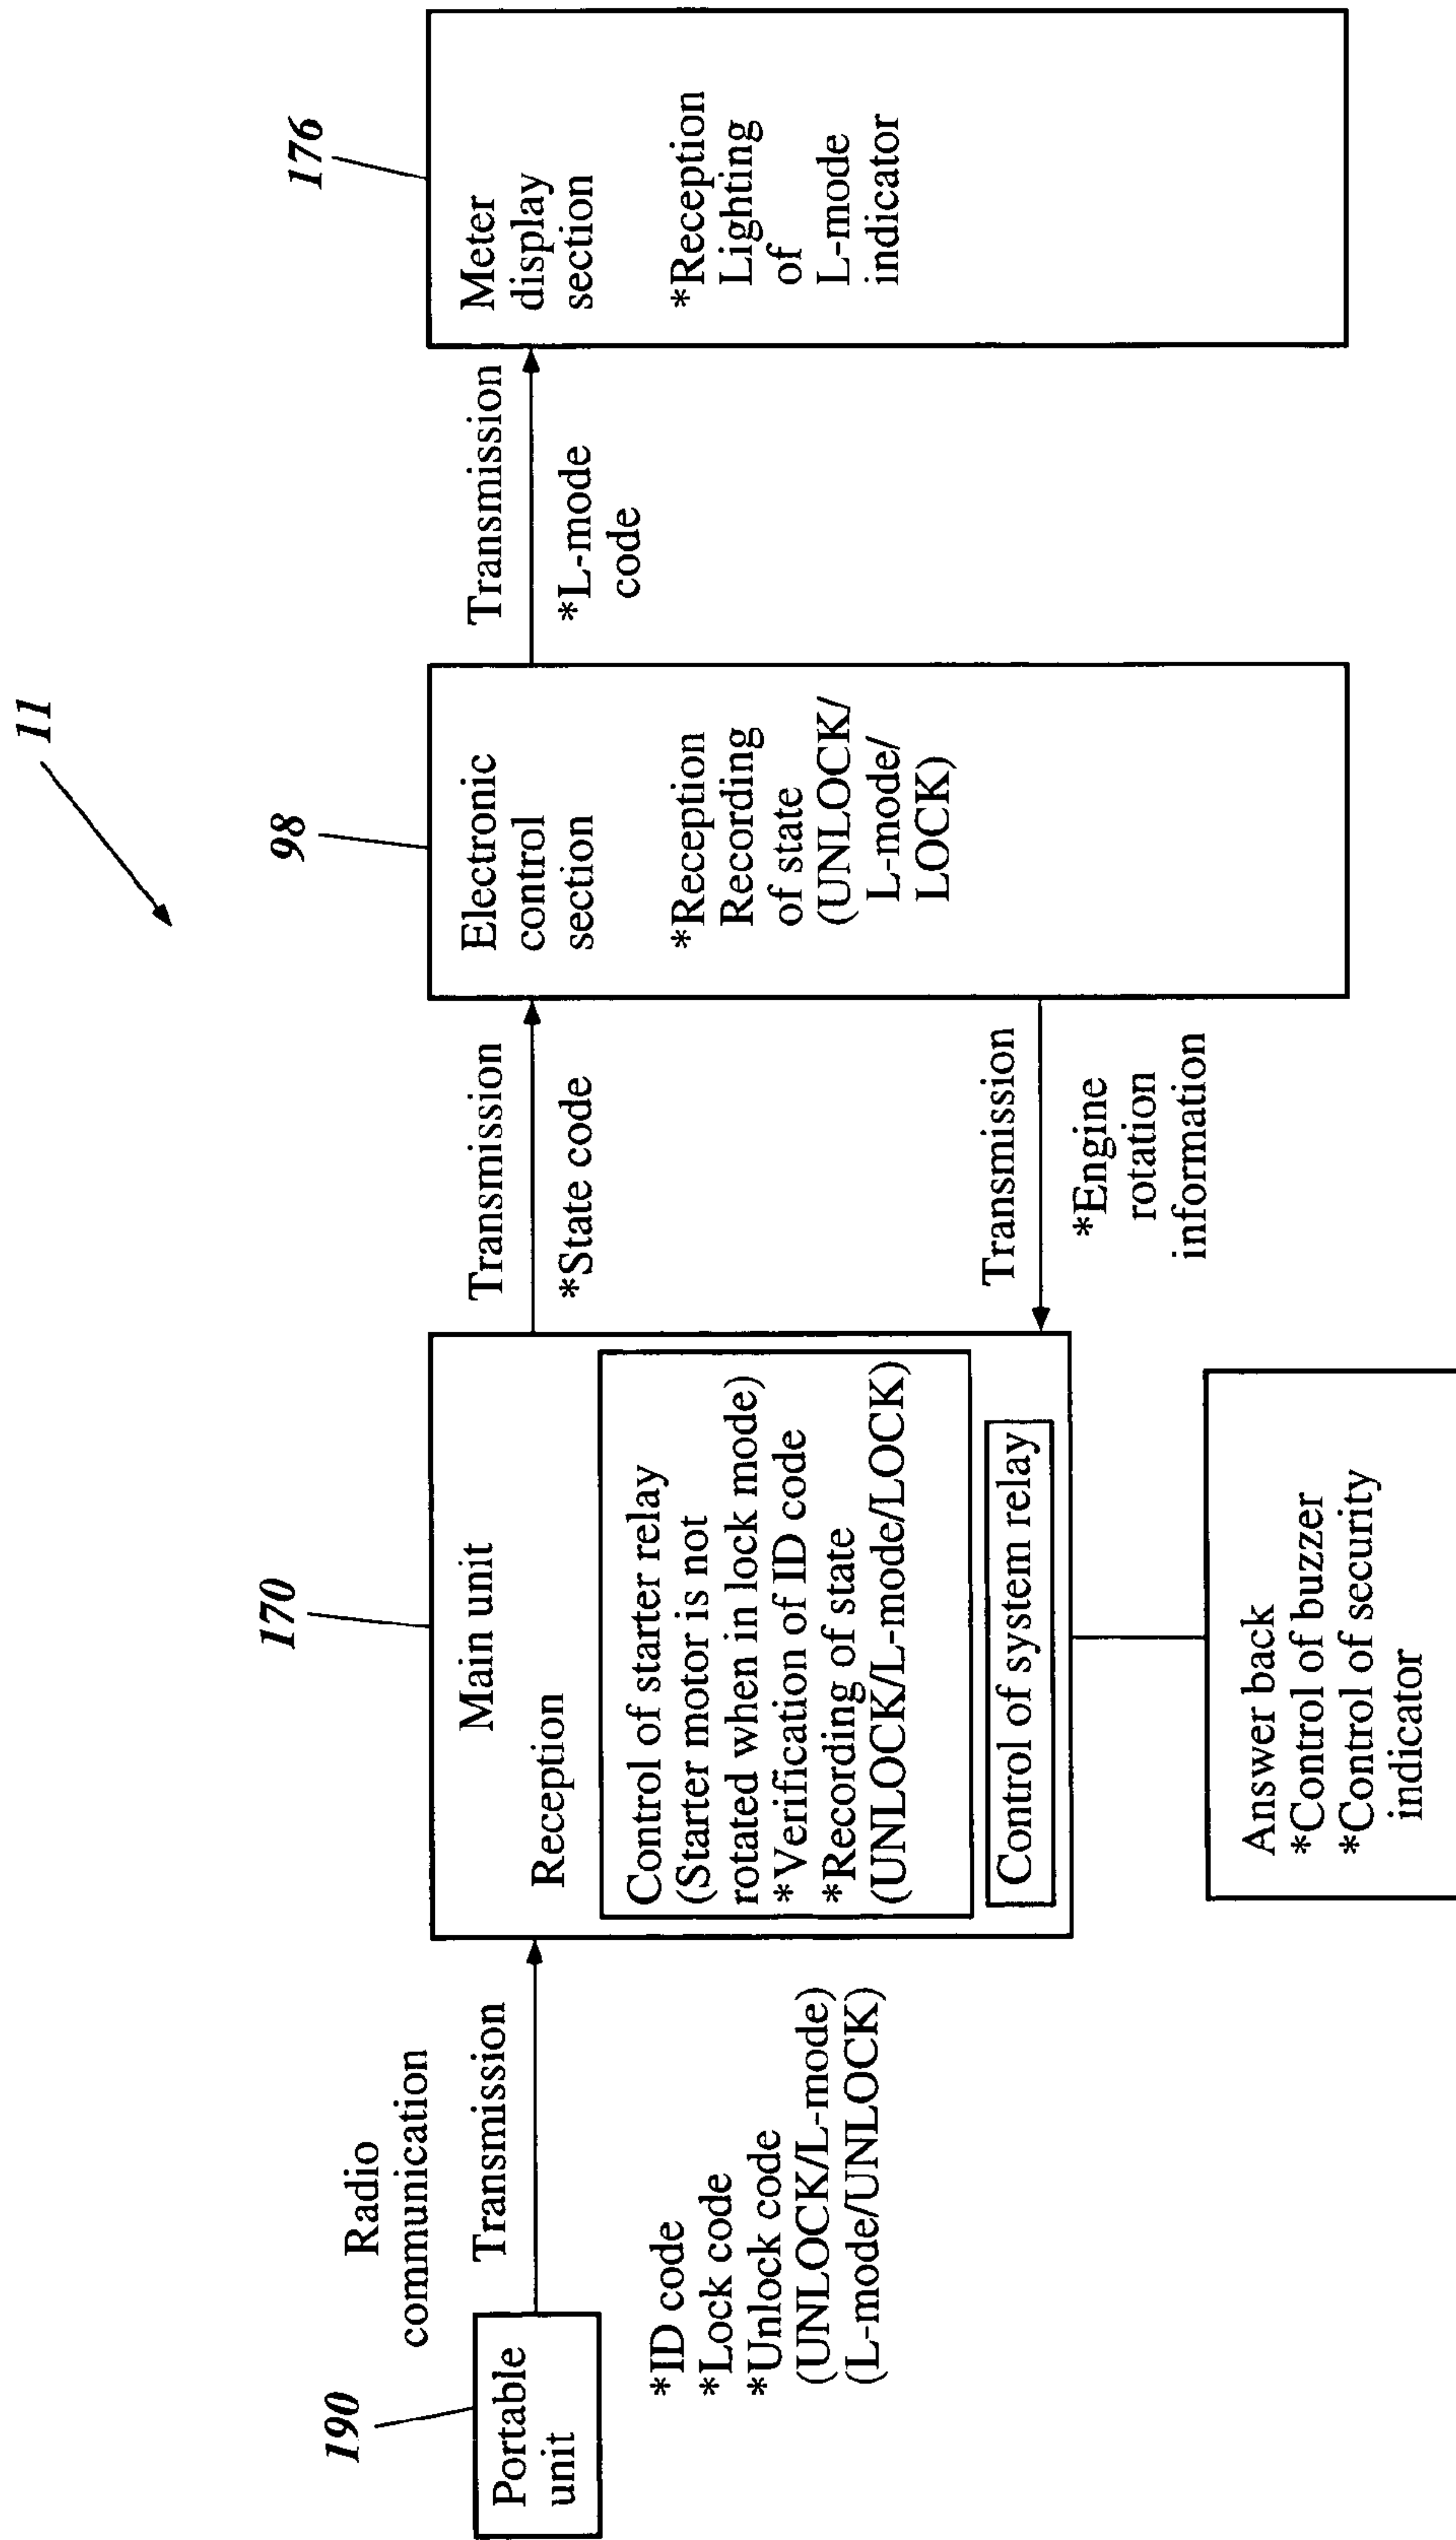 11
190
Portable
unit
Radio
communication
Transmission
*ID code
*Lock code
*Unlock code
(UNLOCK/L-mode)
(L-mode/UNLOCK)
170
Main unit
Reception
Control of starter relay
(Starter motor is not
rotated when in lock mode)
*Verification of ID code
*Recording of state
(UNLOCK/L-mode/LOCK)
Control of system relay
Answer back
*Control of buzzer
*Control of security
indicator
Transmission
*State code
Transmission
*Engine
rotation
information
98
Electronic
control
section
*Reception
Recording
of state
(UNLOCK/
L-mode/
LOCK)
Transmission
*L-mode
code
176
Meter
display
section
*Reception
Lighting
of
L-mode
indicator